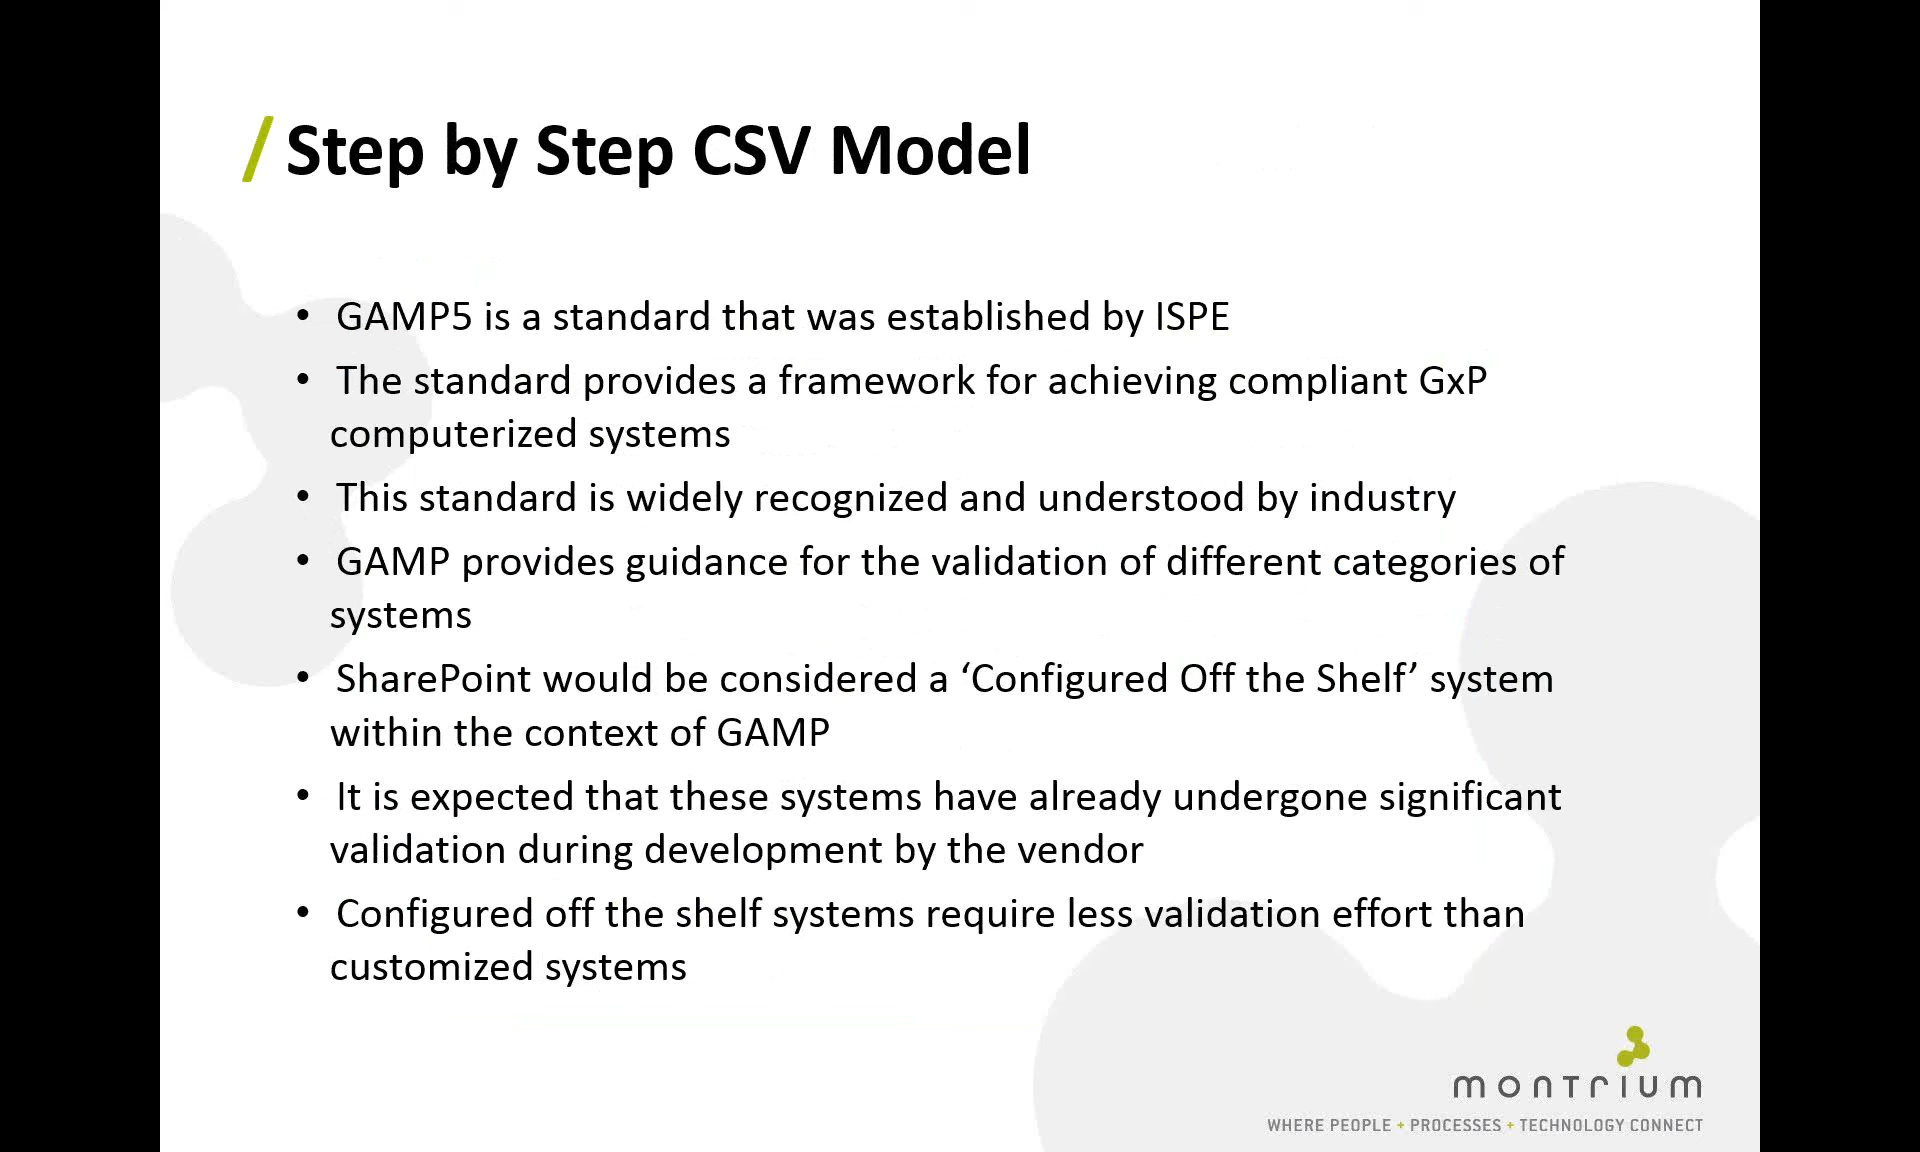 / Step by Step CSV Model
• GAMP5 is a standard that was established by ISPE
• The standard provides a framework for achieving compliant GxP
computerized systems
• This standard is widely recognized and understood by industry
• GAMP provides guidance for the validation of different categories of
systems
• SharePoint would be considered a ‘Configured Off the Shelf’ system
within the context of GAMP
• It is expected that these systems have already undergone significant
validation during development by the vendor
• Configured off the shelf systems require less validation effort than
customized systems
montrium
WHERE PEOPLE + PROCESSES + TECHNOLOGY CONNECT